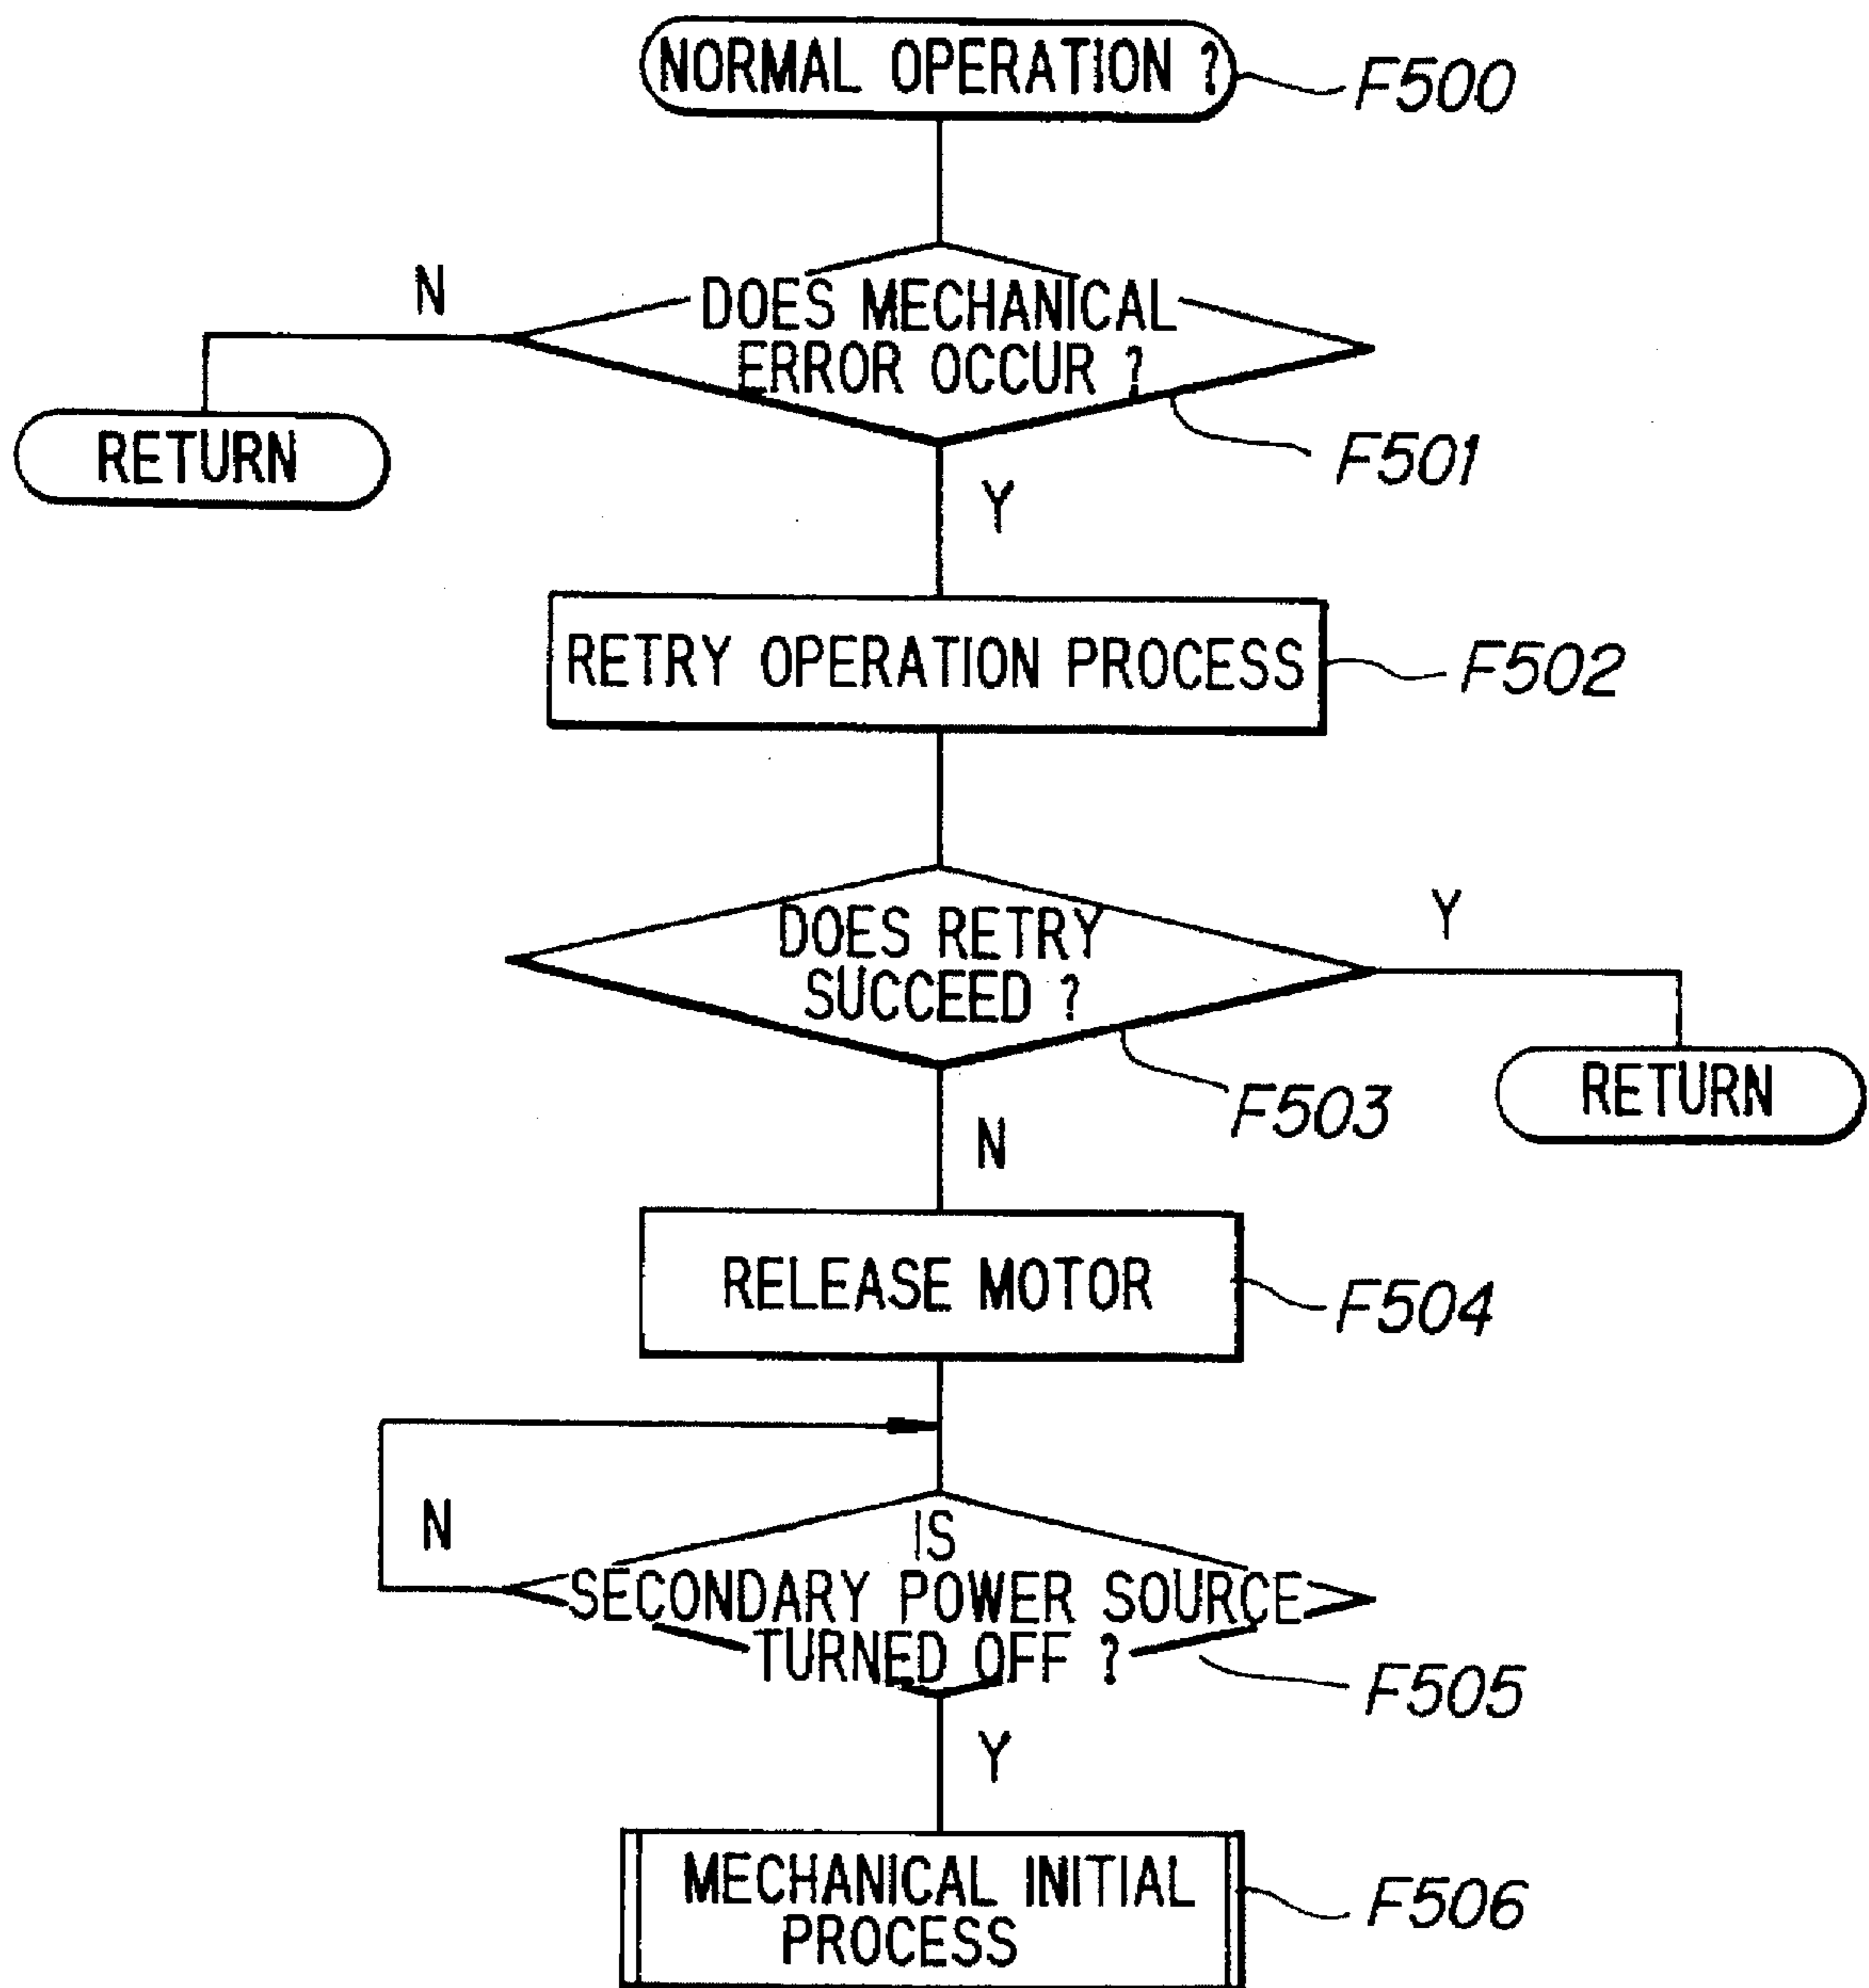 NORMAL OPERATION ?
F500
N
DOES MECHANICAL
ERROR OCCUR ?
F501
RETURN
Y
RETRY OPERATION PROCESS
F502
DOES RETRY
SUCCEED ?
Y
F503
RETURN
N
RELEASE MOTOR
F504
N
IS
SECONDARY POWER SOURCE
TURNED OFF ?
F505
Y
MECHANICAL INITIAL
PROCESS
F506